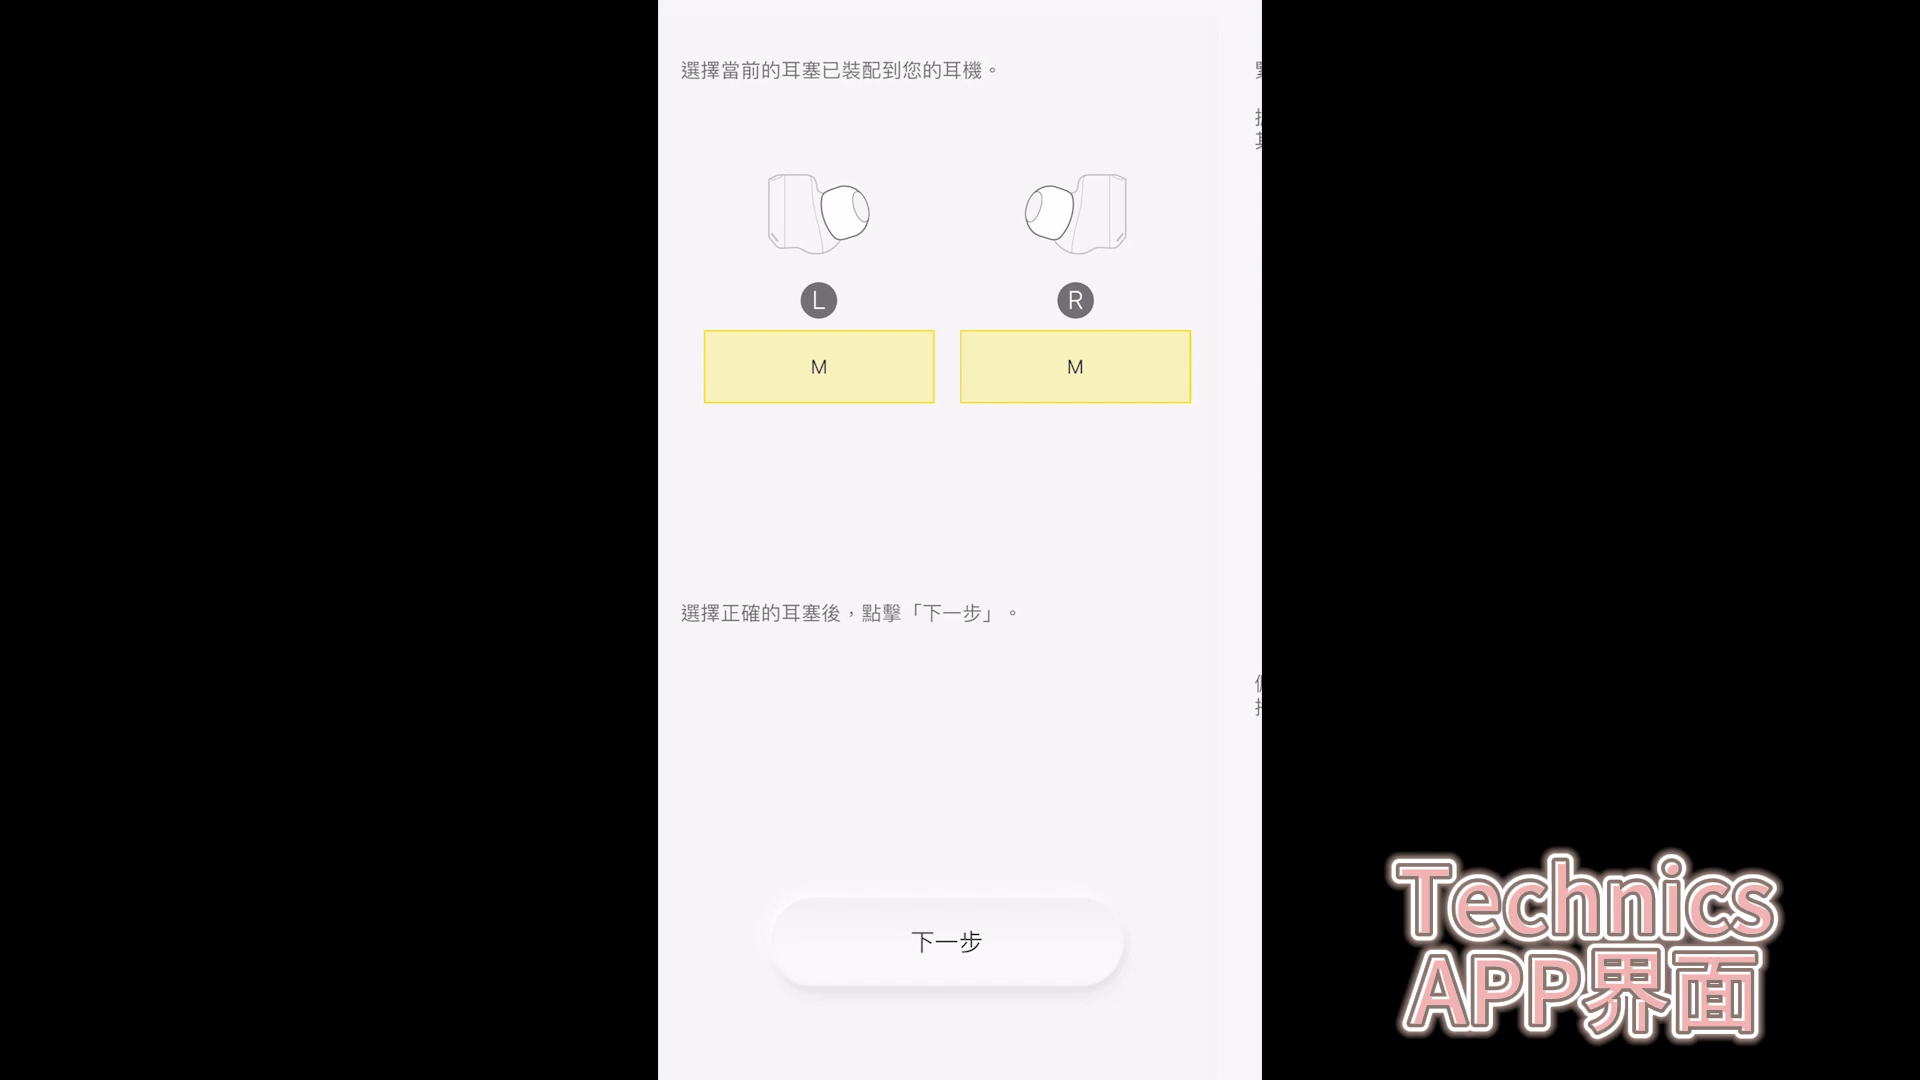 選擇當前的耳塞已裝配到您的耳機。
L
R
M
M
選擇正確的耳塞後，點擊「下一步」。
下一步
Technics
APP界面